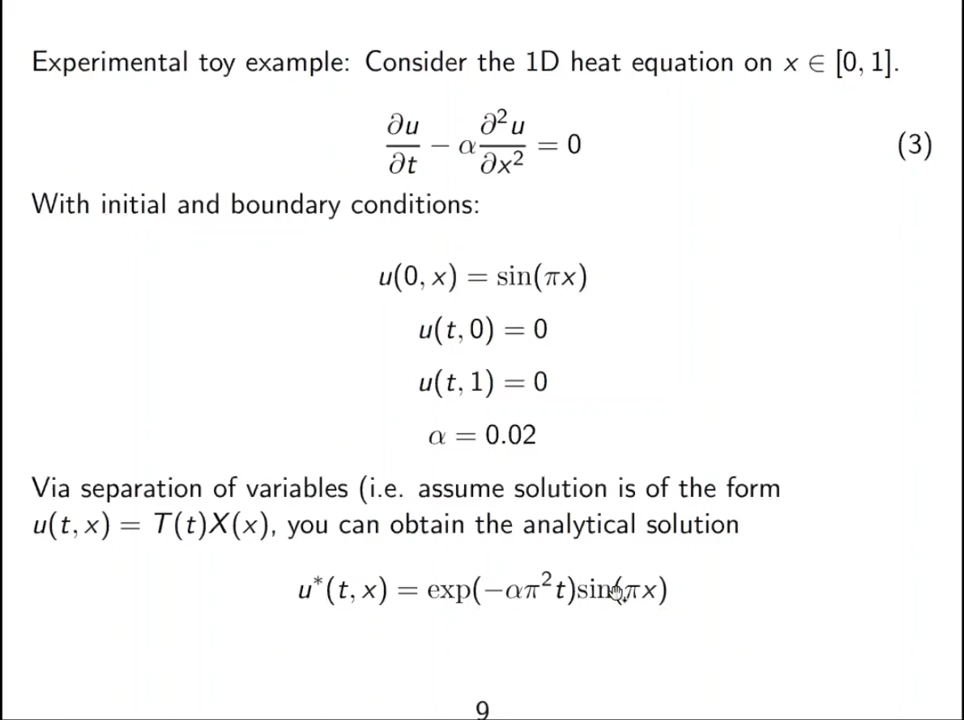 Experimental toy example: Consider the 1D heat equation on x ∈ [0, 1].
∂u/∂t − α ∂²u/∂x² = 0 (3)
With initial and boundary conditions:
u(0, x) = sin(πx)
u(t, 0) = 0
u(t, 1) = 0
α = 0.02
Via separation of variables (i.e. assume solution is of the form
u(t, x) = T(t)X(x), you can obtain the analytical solution
u*(t, x) = exp(−απ²t)sin(πx)
9